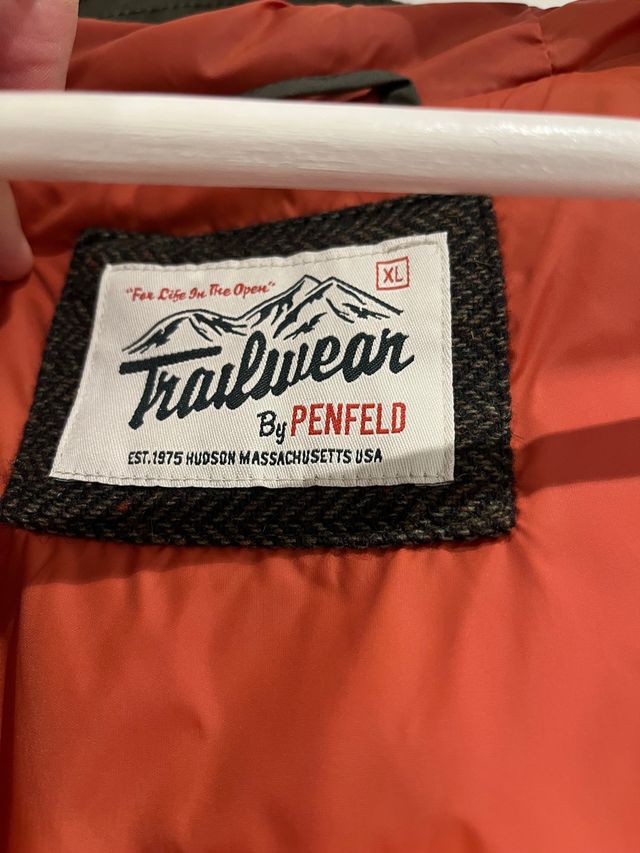 XL
"For Life In The Open"
Trailwear
By PENFELD
EST.1975 HUDSON MASSACHUSETTS USA